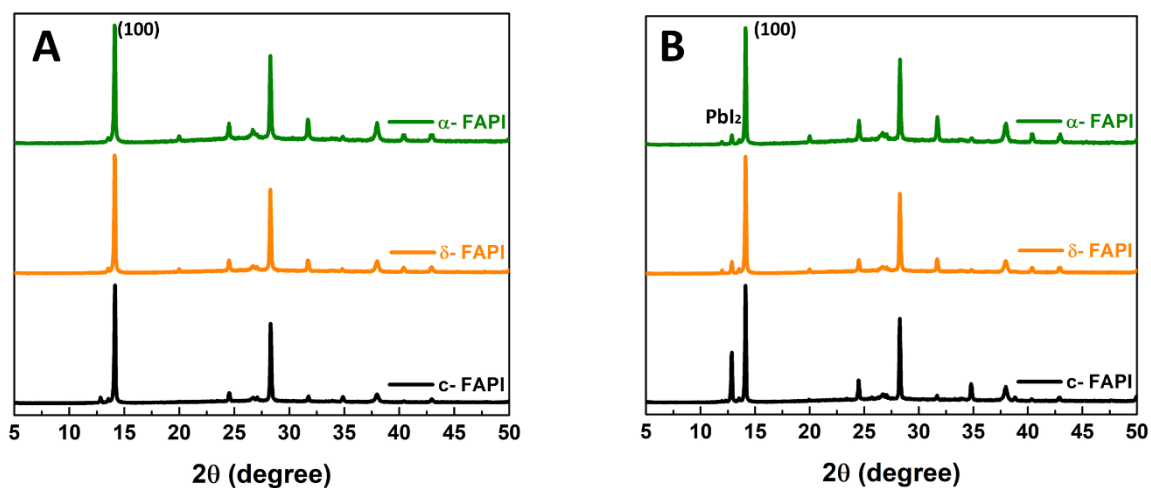 A
(100)
α- FAPI
δ- FAPI
c- FAPI
5 10 15 20 25 30 35 40 45 50
2θ (degree)
B
(100)
PbI₂
α- FAPI
δ- FAPI
c- FAPI
5 10 15 20 25 30 35 40 45 50
2θ (degree)